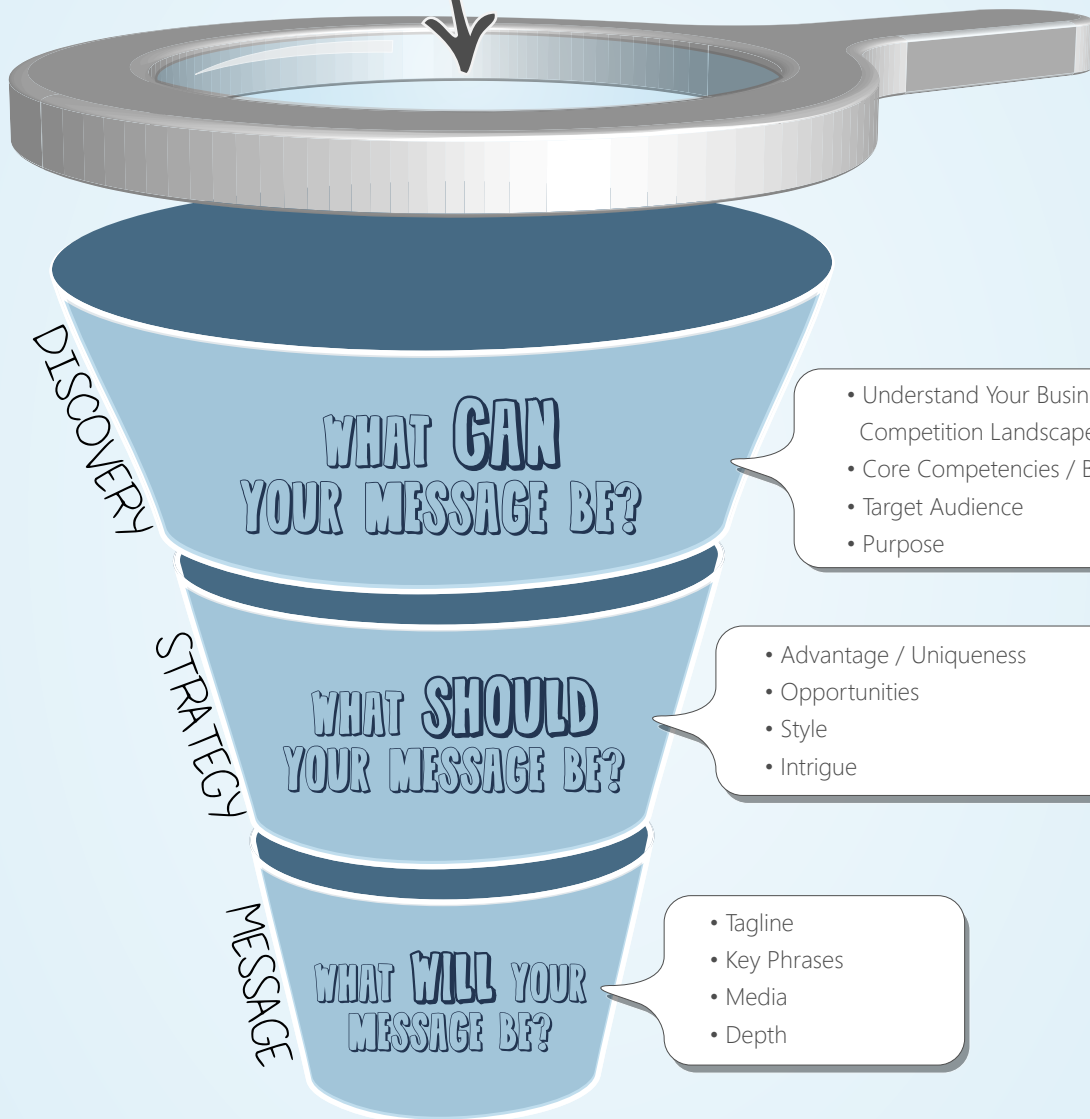 DISCOVERY
WHAT CAN
YOUR MESSAGE BE?
• Understand Your
Competition Landscape
• Core Competencies /
• Target Audience
• Purpose
STRATEGY
WHAT SHOULD
YOUR MESSAGE BE?
• Advantage / Uniqueness
• Opportunities
• Style
• Intrigue
MESSAGE
WHAT WILL YOUR
MESSAGE BE?
• Tagline
• Key Phrases
• Media
• Depth